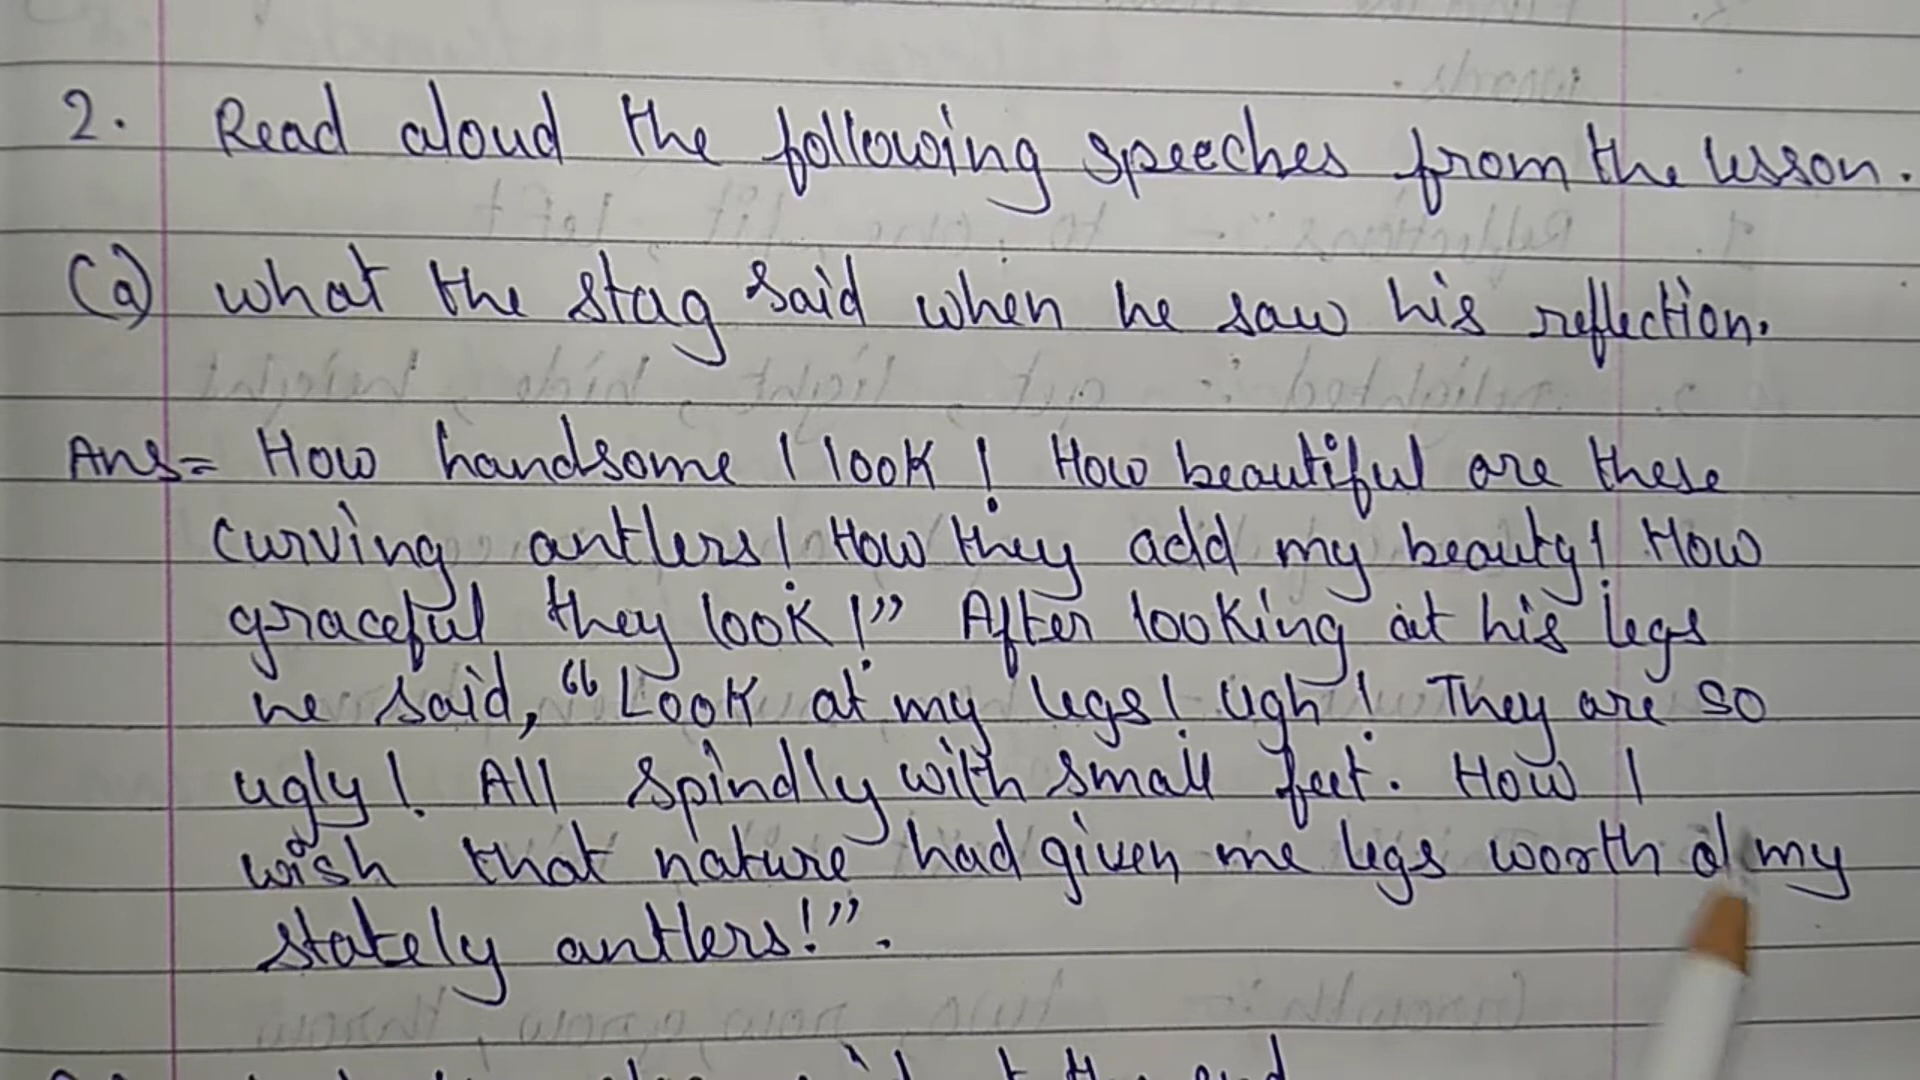 2. Read aloud the following speeches from the lesson.
(a) what the stag said when he saw his reflection.
Ans= How handsome I look! How beautiful are these
curving antlers! How they add my beauty! How
graceful they look!” After looking at his legs
he said, “Look at my legs! Ugh! They are so
ugly! All spindly with small feet. How I
wish that nature had given me legs worth of my
stately antlers!”.